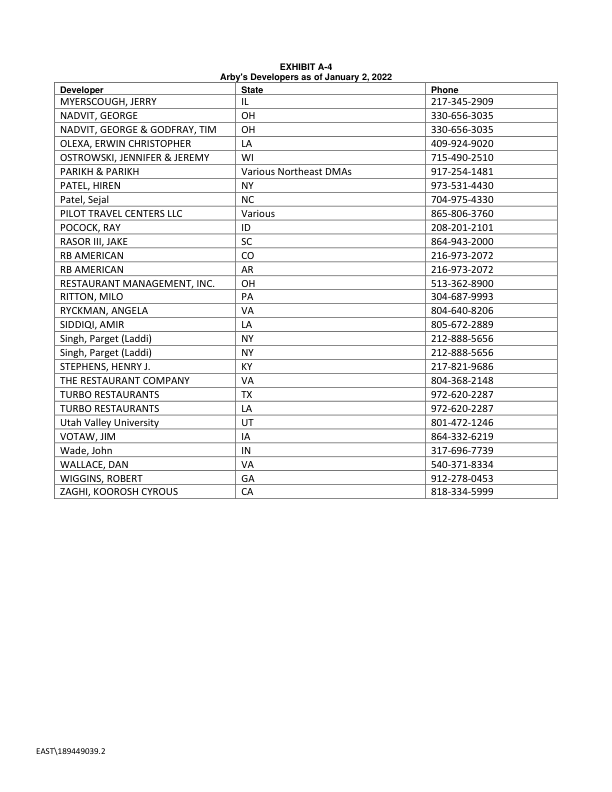 EXHIBIT A-4
Arby's Developers as of January 2, 2022
Developer State Phone
MYERSCOUGH, JERRY IL 217-345-2909
NADVIT, GEORGE OH 330-656-3035
NADVIT, GEORGE & GODFRAY, TIM OH 330-656-3035
OLEXA, ERWIN CHRISTOPHER LA 409-924-9020
OSTROWSKI, JENNIFER & JEREMY WI 715-490-2510
PARIKH & PARIKH Various Northeast DMAs 917-254-1481
PATEL, HIREN NY 973-531-4430
Patel, Sejal NC 704-975-4330
PILOT TRAVEL CENTERS LLC Various 865-806-3760
POCOCK, RAY ID 208-201-2101
RASOR III, JAKE SC 864-943-2000
RB AMERICAN CO 216-973-2072
RB AMERICAN AR 216-973-2072
RESTAURANT MANAGEMENT, INC. OH 513-362-8900
RITTON, MILO PA 304-687-9993
RYCKMAN, ANGELA VA 804-640-8206
SIDDIQI, AMIR LA 805-672-2889
Singh, Parget (Laddi) NY 212-888-5656
Singh, Parget (Laddi) NY 212-888-5656
STEPHENS, HENRY J. KY 217-821-9686
THE RESTAURANT COMPANY VA 804-368-2148
TURBO RESTAURANTS TX 972-620-2287
TURBO RESTAURANTS LA 972-620-2287
Utah Valley University UT 801-472-1246
VOTAW, JIM IA 864-332-6219
Wade, John IN 317-696-7739
WALLACE, DAN VA 540-371-8334
WIGGINS, ROBERT GA 912-278-0453
ZAGHI, KOOROSH CYROUS CA 818-334-5999
EAST\189449039.2